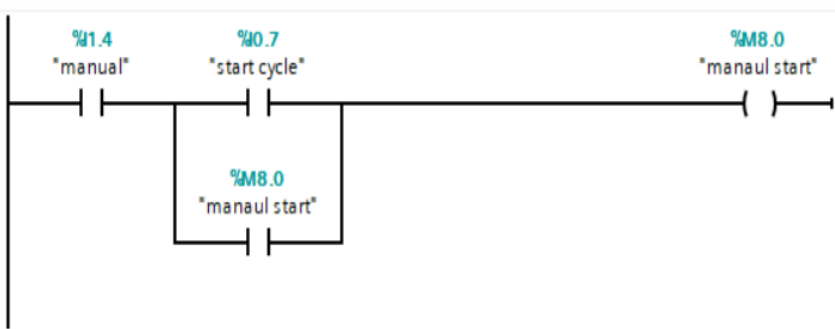 %I1.4
"manual"
%I0.7
"start cycle"
%M8.0
"manaul start"
%M8.0
"manaul start"